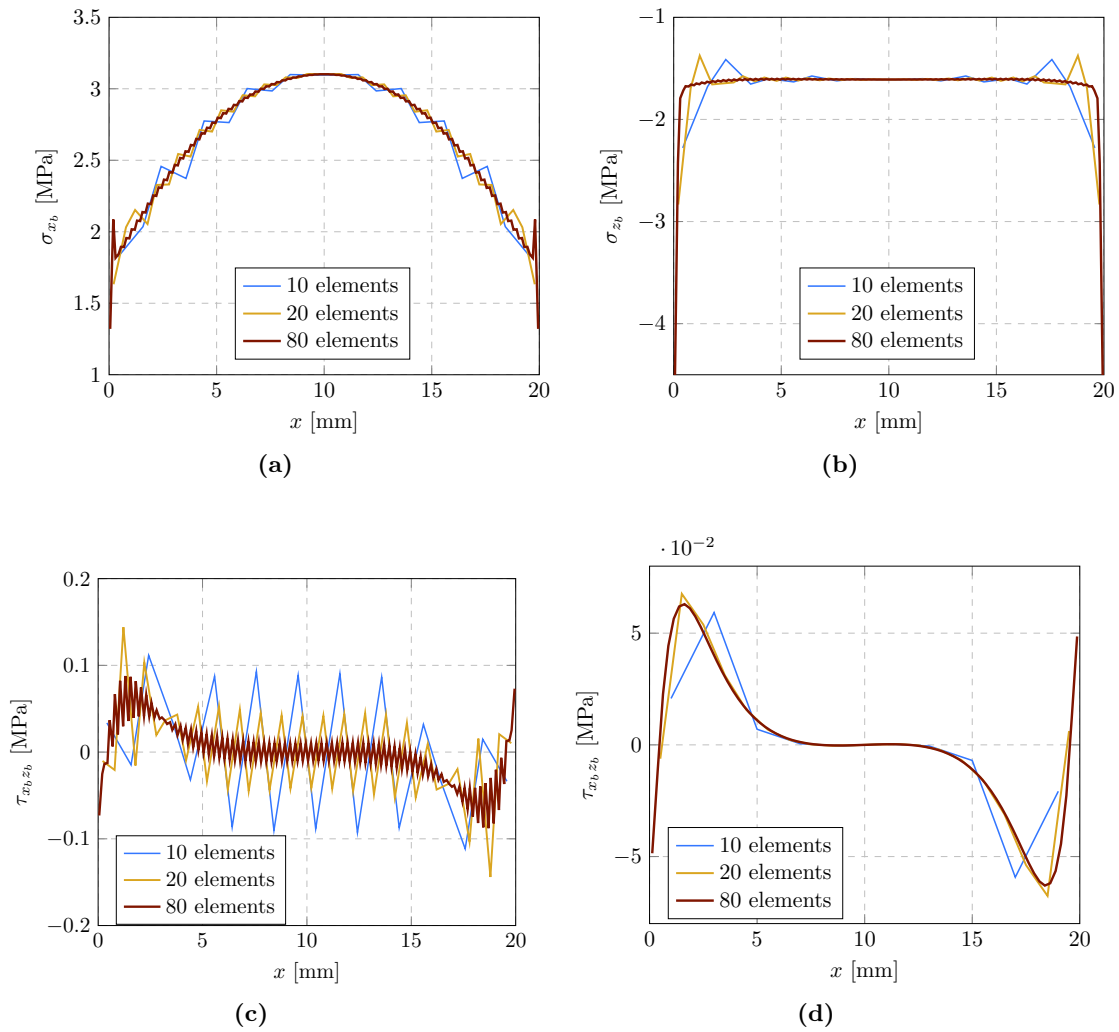 3.5
3
2.5
2
1.5
1
σ_{x_b} [MPa]
10 elements
20 elements
80 elements
0 5 10 15 20
x [mm]
(a)
−1
−2
−3
−4
σ_{z_b} [MPa]
10 elements
20 elements
80 elements
0 5 10 15 20
x [mm]
(b)
0.2
0.1
0
−0.1
−0.2
τ_{x_b z_b} [MPa]
10 elements
20 elements
80 elements
0 5 10 15 20
x [mm]
(c)
·10⁻²
5
0
−5
τ_{x_b z_b} [MPa]
10 elements
20 elements
80 elements
0 5 10 15 20
x [mm]
(d)